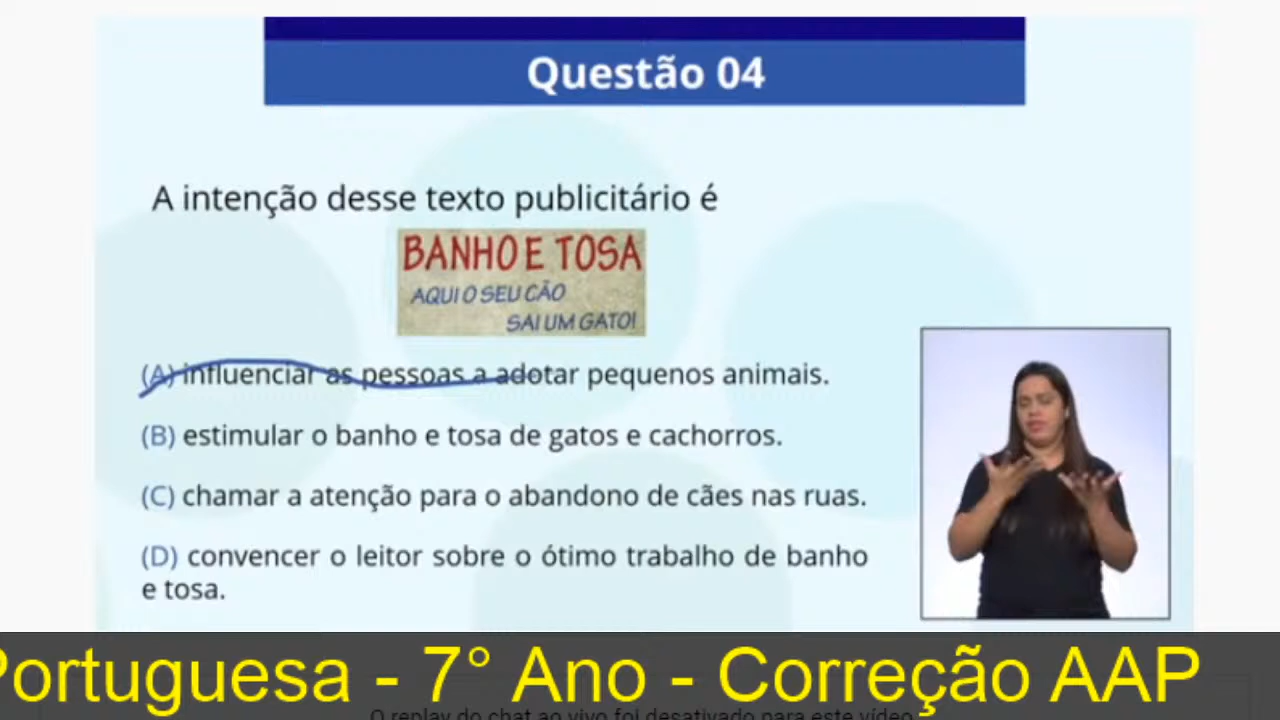 Questão 04
A intenção desse texto publicitário é
BANHO E TOSA
AQUI O SEU CÃO
SAI UM GATO!
(A) influenciar as pessoas a adotar pequenos animais.
(B) estimular o banho e tosa de gatos e cachorros.
(C) chamar a atenção para o abandono de cães nas ruas.
(D) convencer o leitor sobre o ótimo trabalho de banho
e tosa.
Portuguesa - 7° Ano - Correção AAP
O replay do chat ao vivo foi desativado para este vídeo.